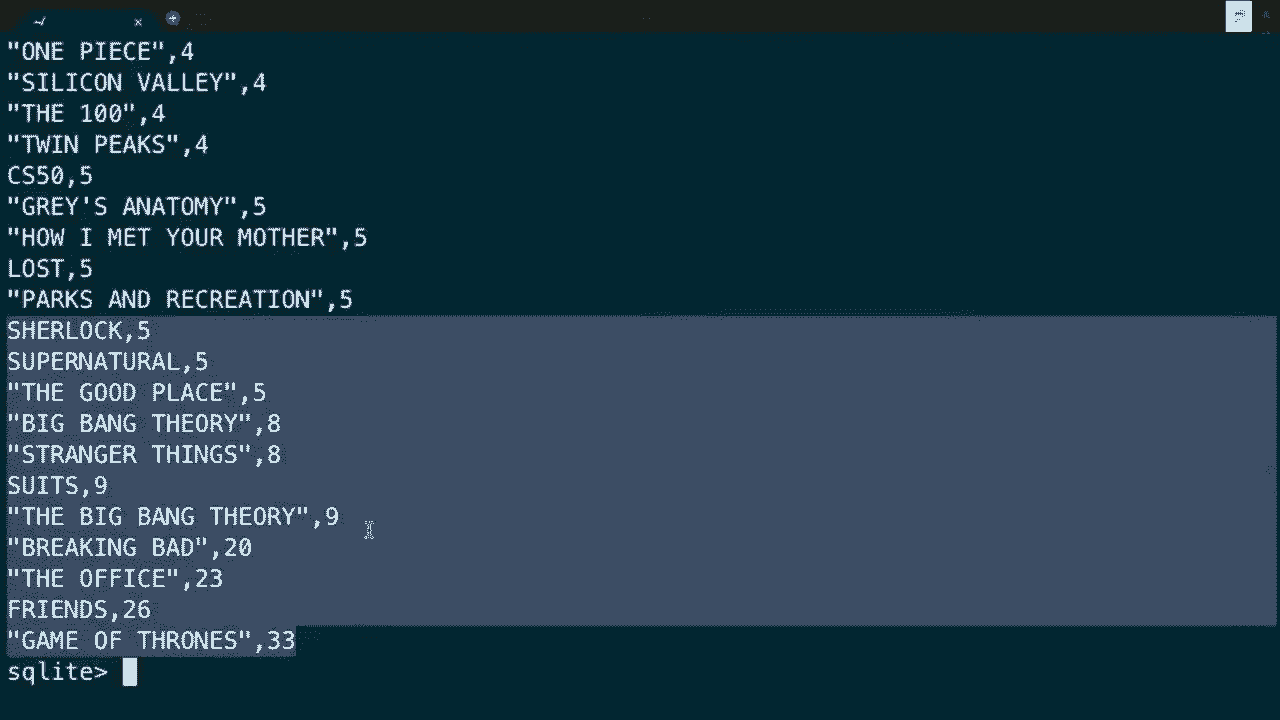 "ONE PIECE",4
"SILICON VALLEY",4
"THE 100",4
"TWIN PEAKS",4
CS50,5
"GREY'S ANATOMY",5
"HOW I MET YOUR MOTHER",5
LOST,5
"PARKS AND RECREATION",5
SHERLOCK,5
SUPERNATURAL,5
"THE GOOD PLACE",5
"BIG BANG THEORY",8
"STRANGER THINGS",8
SUITS,9
"THE BIG BANG THEORY",9
"BREAKING BAD",20
"THE OFFICE",23
FRIENDS,26
"GAME OF THRONES",33
sqlite>